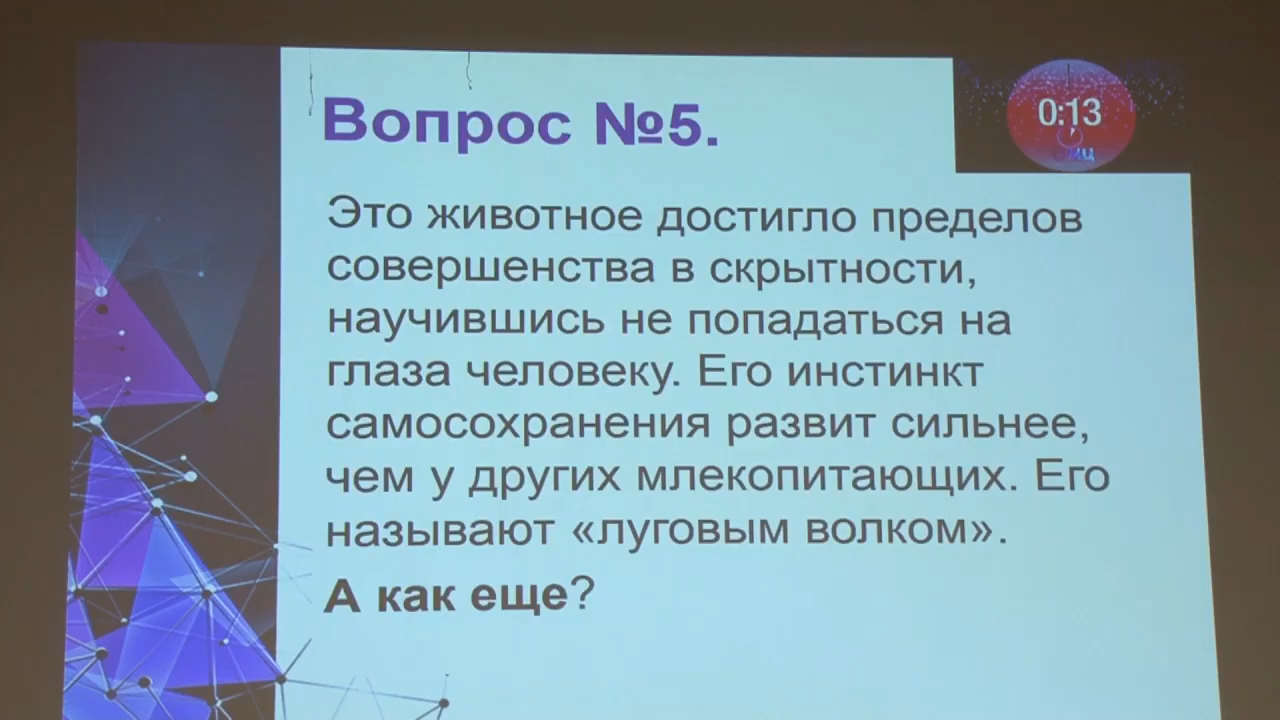 Вопрос №5.
0:13
Это животное достигло пределов
совершенства в скрытности,
научившись не попадаться на
глаза человеку. Его инстинкт
самосохранения развит сильнее,
чем у других млекопитающих. Его
называют «луговым волком».
А как еще?